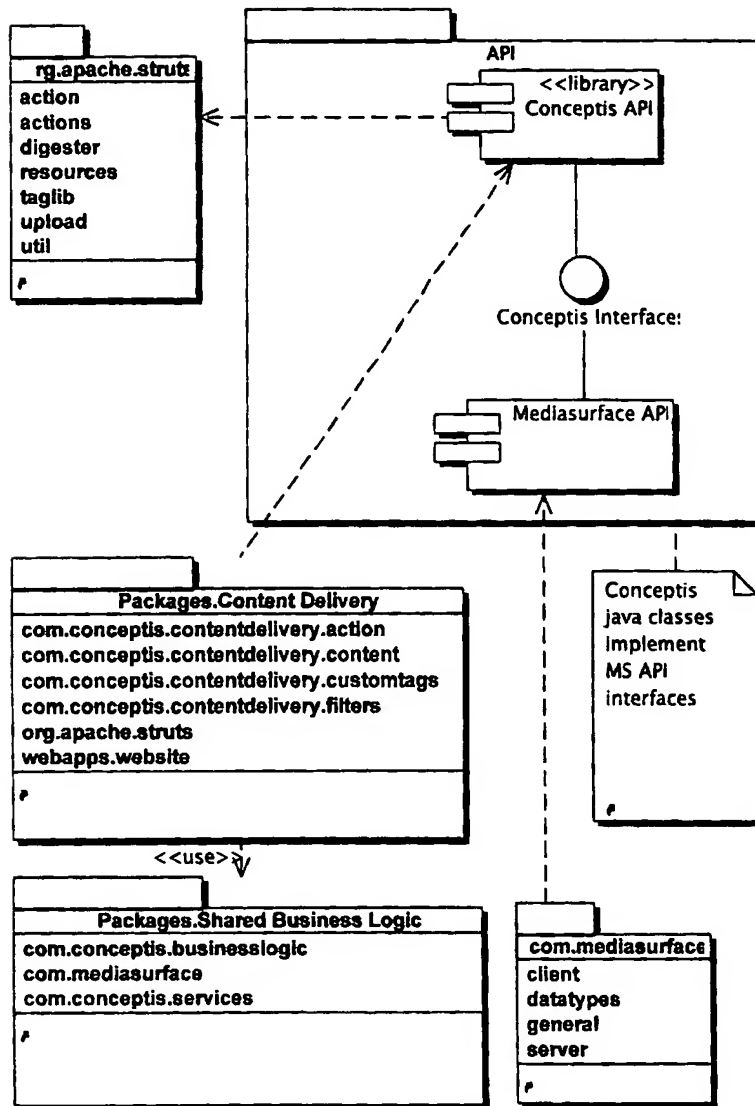 rg.apache.struts
action
actions
digester
resources
taglib
upload
util
API
<<library>>
Conceptis API
Conceptis Interface:
Mediasurface API
Packages.Content Delivery
com.conceptis.contentdelivery.action
com.conceptis.contentdelivery.content
com.conceptis.contentdelivery.customtags
com.conceptis.contentdelivery.filters
org.apache.struts
webapps.website
Conceptis
java classes
implement
MS API
interfaces
<<use>>
Packages.Shared Business Logic
com.conceptis.businesslogic
com.mediasurface
com.conceptis.services
com.mediasurface
client
datatypes
general
server